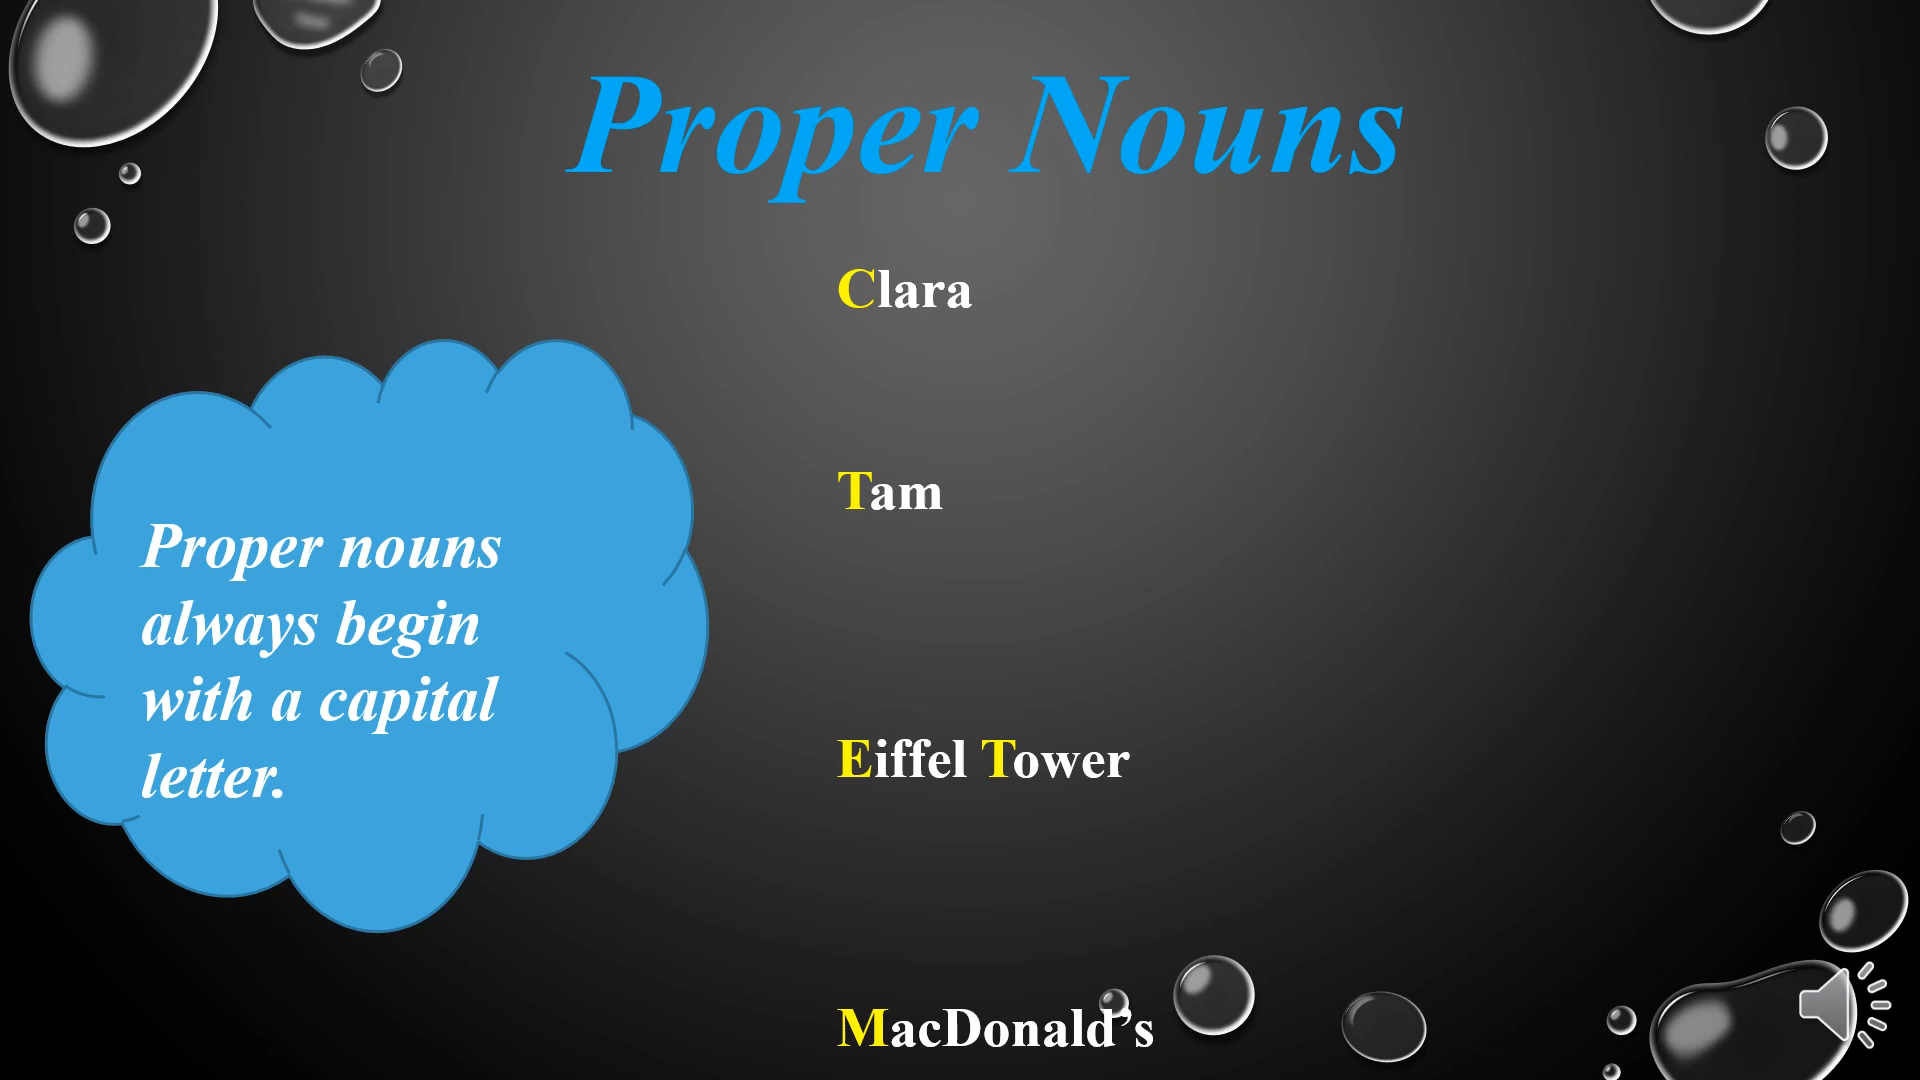 Proper Nouns
Clara
Tam
Proper nouns
always begin
with a capital
letter.
Eiffel Tower
MacDonald’s